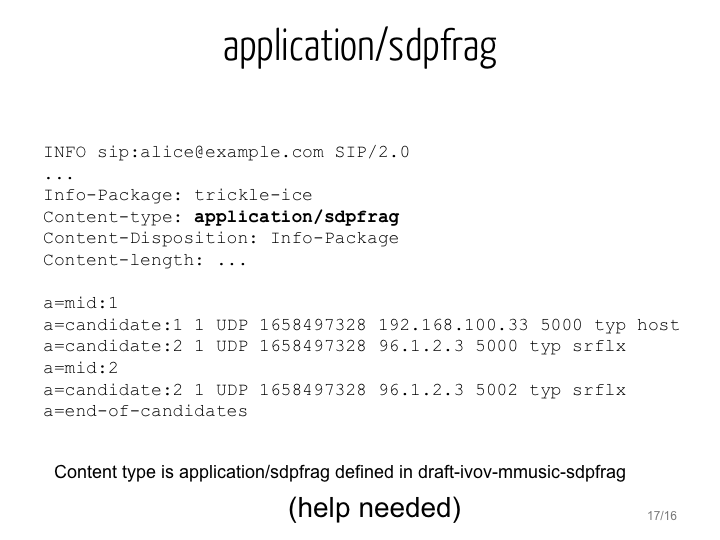 application/sdpfrag
INFO sip:alice@example.com SIP/2.0
...
Info-Package: trickle-ice
Content-type: application/sdpfrag
Content-Disposition: Info-Package
Content-length: ...
a=mid:1
a=candidate:1 1 UDP 1658497328 192.168.100.33 5000 typ host
a=candidate:2 1 UDP 1658497328 96.1.2.3 5000 typ srflx
a=mid:2
a=candidate:2 1 UDP 1658497328 96.1.2.3 5002 typ srflx
a=end-of-candidates
Content type is application/sdpfrag defined in draft-ivov-mmusic-sdpfrag
(help needed)
17/16